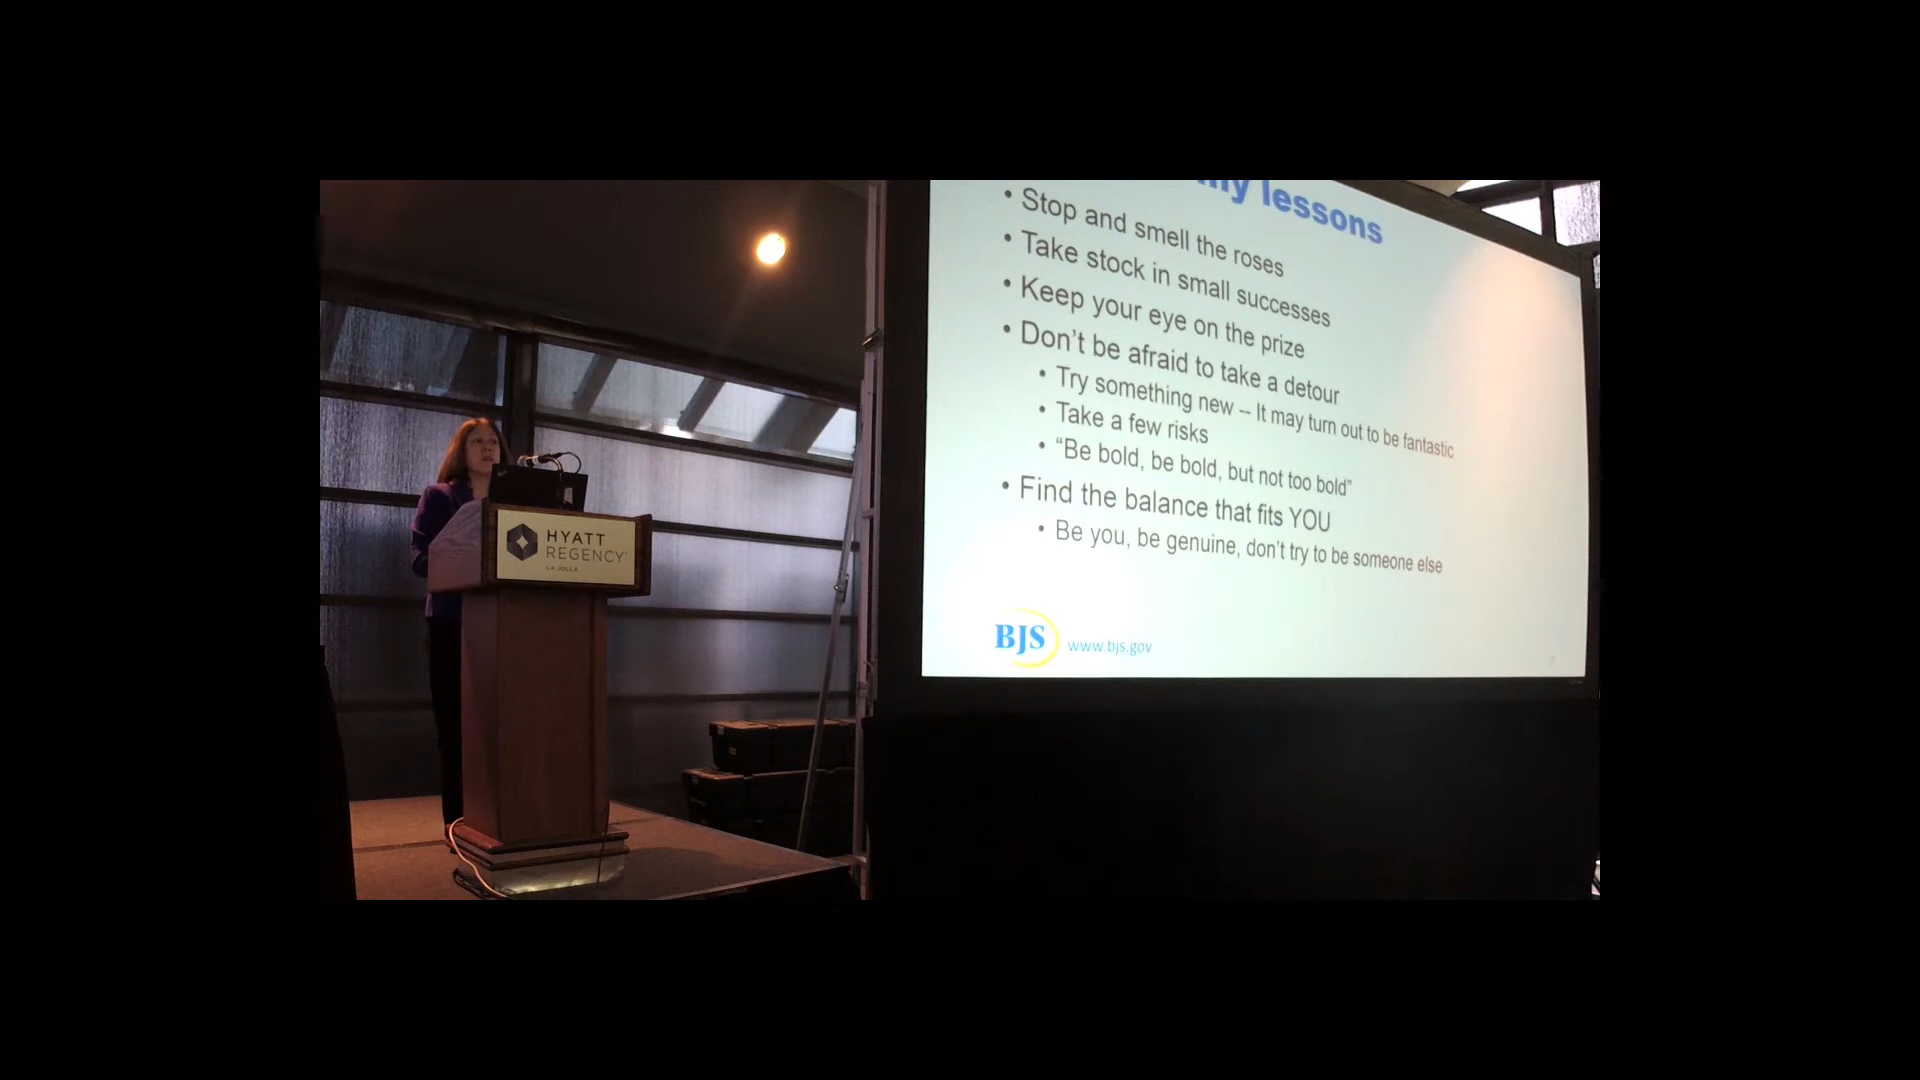 my lessons
• Stop and smell the roses
• Take stock in small successes
• Keep your eye on the prize
• Don't be afraid to take a detour
• Try something new -- It may turn out to be fantastic
• Take a few risks
• “Be bold, be bold, but not too bold”
• Find the balance that fits YOU
• Be you, be genuine, don't try to be someone else
BJS www.bjs.gov
HYATT
REGENCY
LA JOLLA